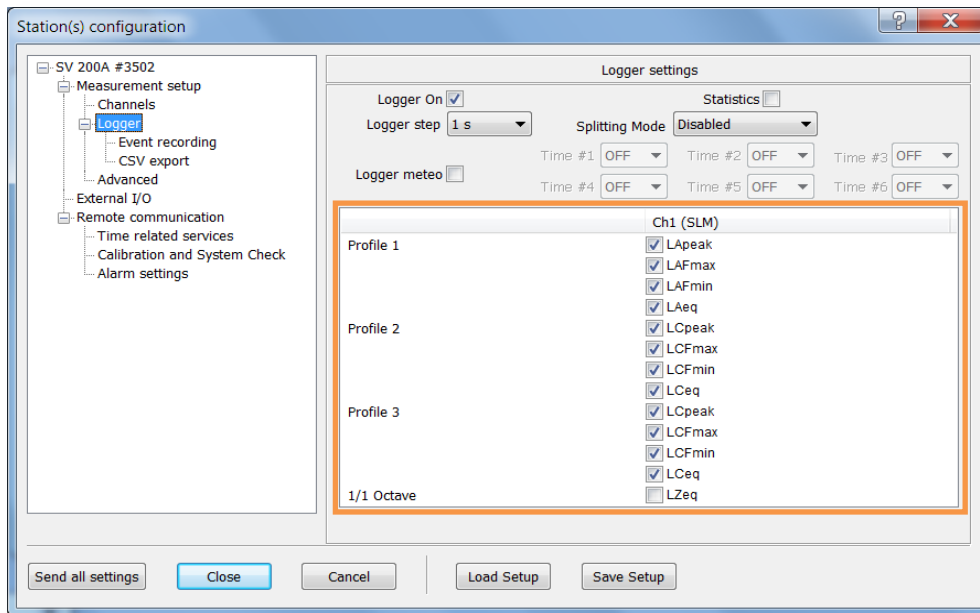 Station(s) configuration
SV 200A #3502
Measurement setup
Channels
Logger
Event recording
CSV export
Advanced
External I/O
Remote communication
Time related services
Calibration and System Check
Alarm settings
Logger settings
Logger On Statistics
Logger step 1 s Splitting Mode Disabled
Time #1 OFF Time #2 OFF Time #3 OFF
Logger meteo
Time #4 OFF Time #5 OFF Time #6 OFF
Ch1 (SLM)
Profile 1 LApeak
LAFmax
LAFmin
LAeq
Profile 2 LCpeak
LCFmax
LCFmin
LCeq
Profile 3 LCpeak
LCFmax
LCFmin
LCeq
1/1 Octave LZeq
Send all settings Close Cancel Load Setup Save Setup